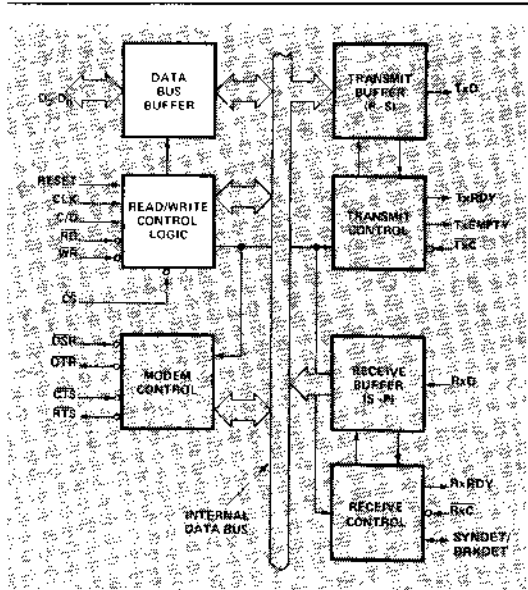 DATA
BUS
BUFFER
D7-D0
RESET
CLK
C/D
RD
WR
CS
READ/WRITE
CONTROL
LOGIC
DSR
DTR
CTS
RTS
MODEM
CONTROL
INTERNAL
DATA BUS
TRANSMIT
BUFFER
(P-S)
TxD
TRANSMIT
CONTROL
TxRDY
TxEMPTY
TxC
RECEIVE
BUFFER
(S-P)
RxD
RECEIVE
CONTROL
RxRDY
RxC
SYNDET/
BRKDET